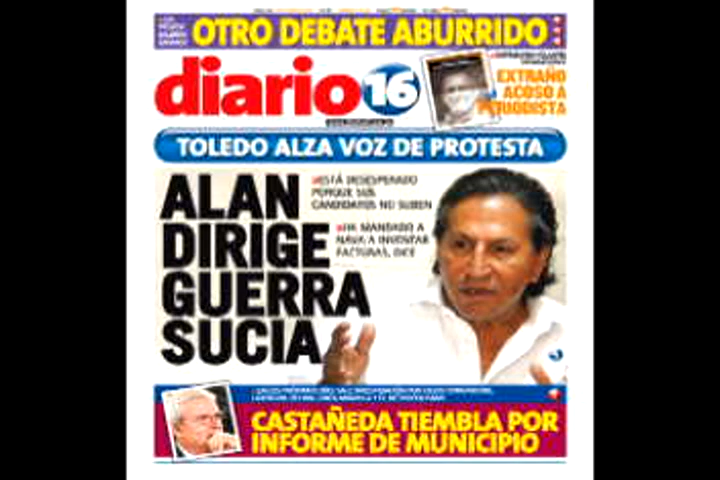 OTRO DEBATE ABURRIDO
diario16
EXTRAÑO
ACOSO A
PERIODISTA
TOLEDO ALZA VOZ DE PROTESTA
ALAN
DIRIGE
GUERRA
SUCIA
ESTÁ DESESPERADO
PORQUE SUS
CANDIDATOS NO SUBEN
HA MANDADO A
NAVA A INVENTAR
FACTURAS, DICE
CASTAÑEDA TIEMBLA POR
INFORME DE MUNICIPIO